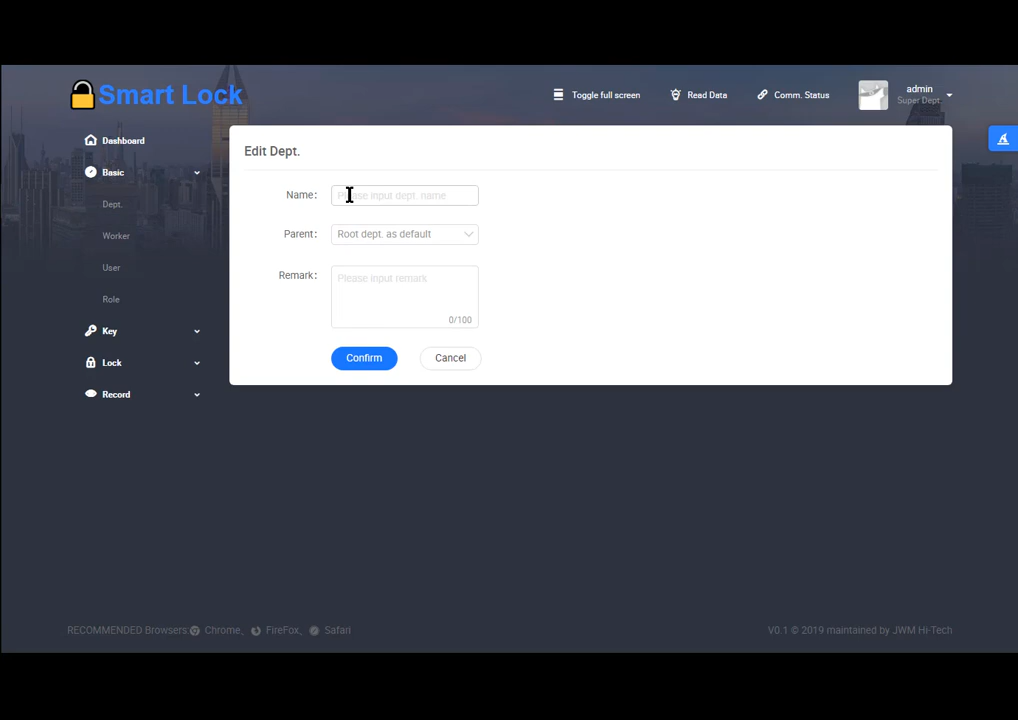 Smart Lock
Toggle full screen
Read Data
Comm. Status
admin
Super Dept.
Dashboard
Basic
Dept.
Worker
User
Role
Key
Lock
Record
Edit Dept.
Name:
Please input dept. name
Parent:
Root dept. as default
Remark:
Please input remark
0/100
Confirm
Cancel
RECOMMENDED Browsers: Chrome、 FireFox、 Safari
V0.1 © 2019 maintained by JWM Hi-Tech